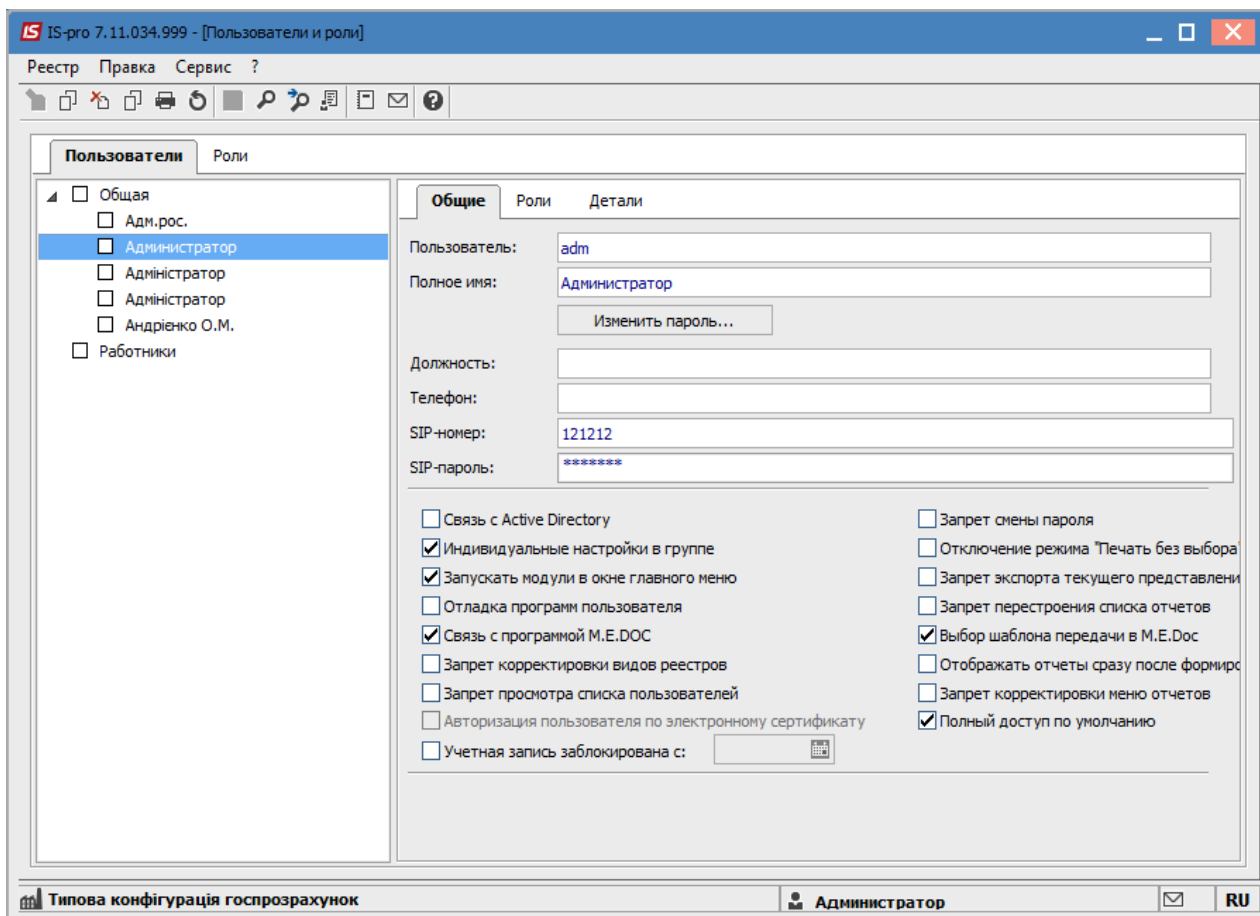 IS IS-pro 7.11.034.999 - [Пользователи и роли]
Реестр Правка Сервис ?
Пользователи Роли
Общая
Адм.рос.
Администратор
Адміністратор
Адміністратор
Андрієнко О.М.
Работники
Общие Роли Детали
Пользователь: adm
Полное имя: Администратор
Изменить пароль...
Должность:
Телефон:
SIP-номер: 121212
SIP-пароль: *******
Связь с Active Directory
Индивидуальные настройки в группе
Запускать модули в окне главного меню
Отладка программ пользователя
Связь с программой M.E.DOC
Запрет корректировки видов реестров
Запрет просмотра списка пользователей
Авторизация пользователя по электронному сертификату
Учетная запись заблокирована с:
Запрет смены пароля
Отключение режима "Печать без выбора"
Запрет экспорта текущего представлени
Запрет перестроения списка отчетов
Выбор шаблона передачи в M.E.Doc
Отображать отчеты сразу после формиро
Запрет корректировки меню отчетов
Полный доступ по умолчанию
Типова конфігурація госпрозрахунок Администратор RU